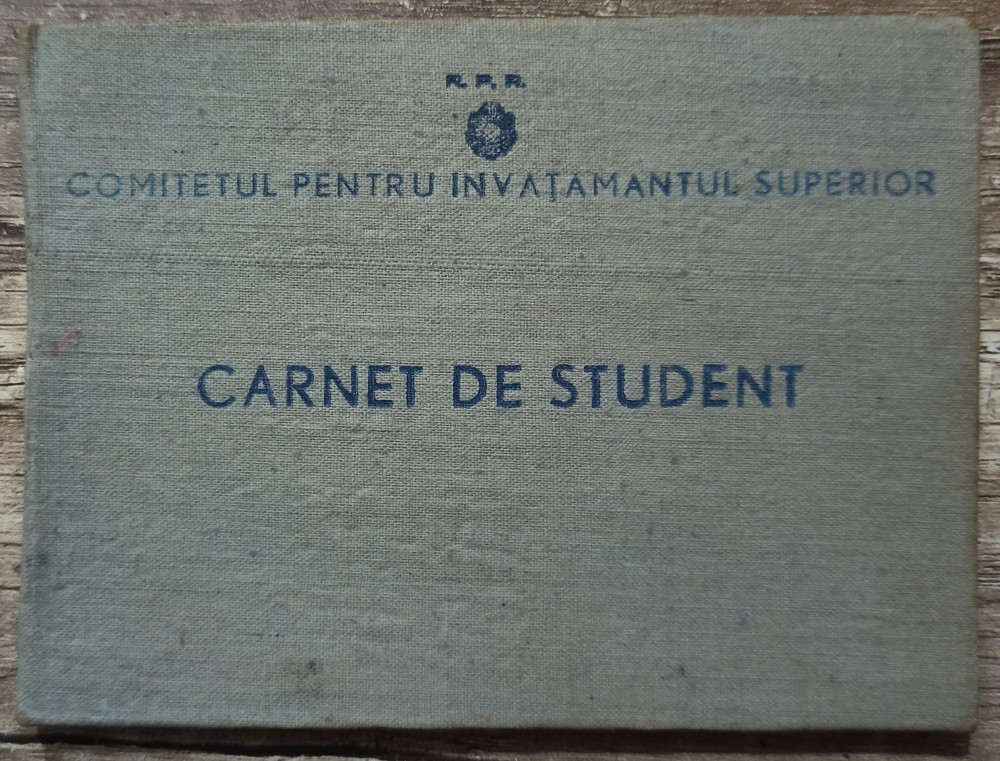 R. P. R.
COMITETUL PENTRU INVAȚAMANTUL SUPERIOR
CARNET DE STUDENT